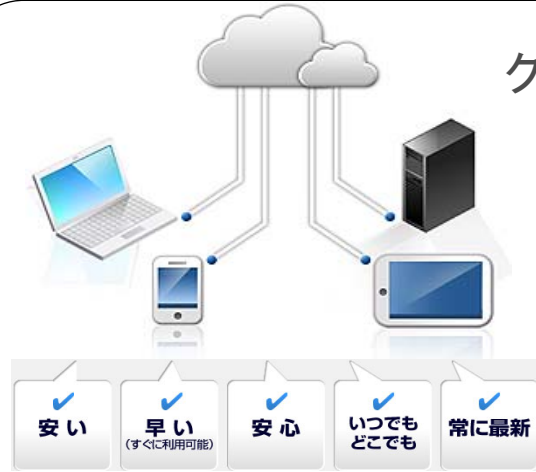 ク
安い
早い
(すぐに利用可能)
安心
いつでも
どこでも
常に最新